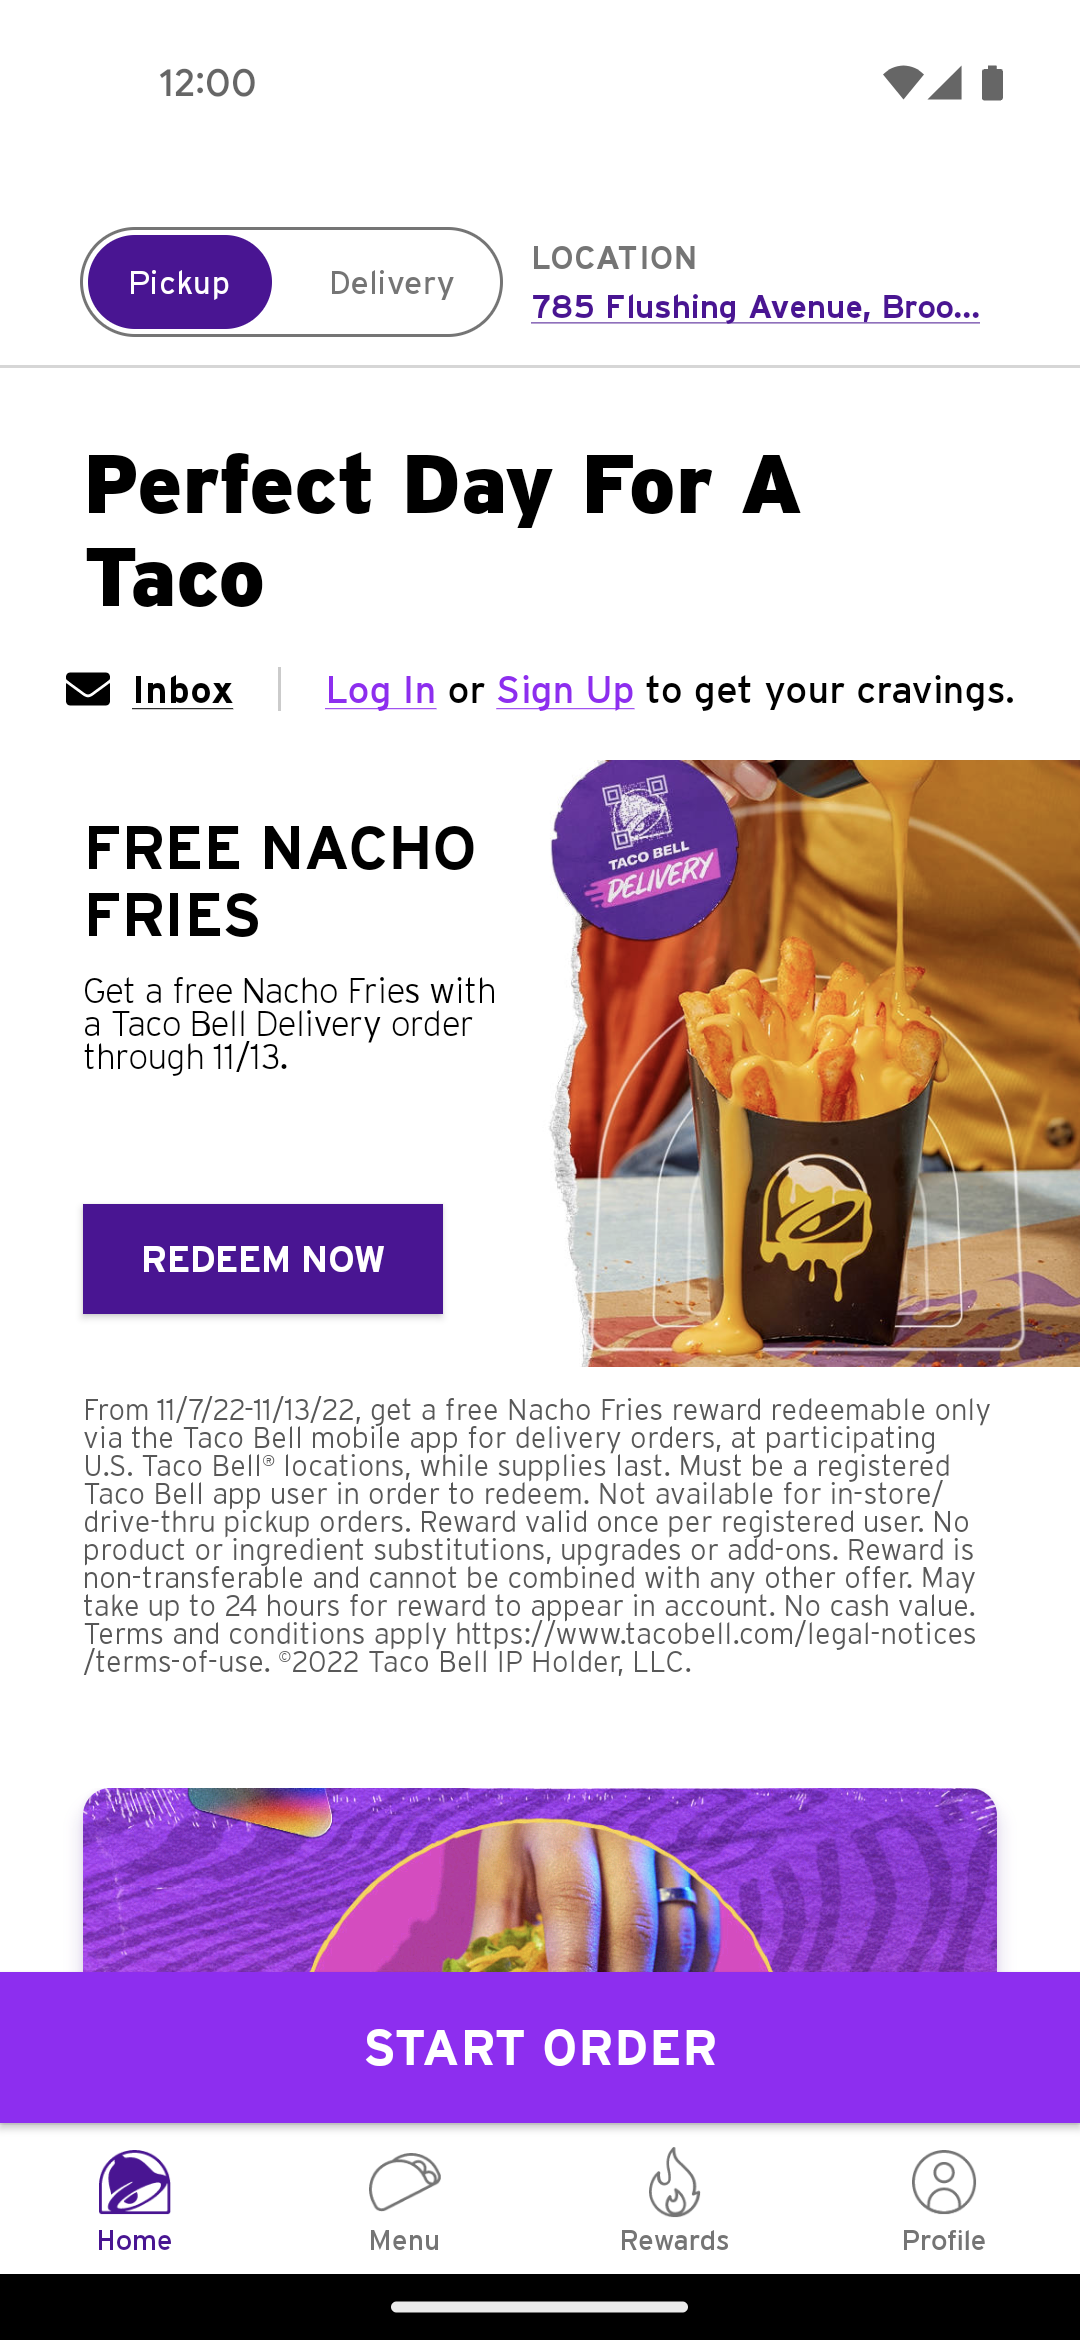 12:00
Pickup
Delivery
LOCATION
785 Flushing Avenue, Broo...
Perfect Day For A
Taco
Inbox
Log In or Sign Up to get your cravings.
FREE NACHO
FRIES
Get a free Nacho Fries with
a Taco Bell Delivery order
through 11/13.
REDEEM NOW
TACO BELL
DELIVERY
From 11/7/22-11/13/22, get a free Nacho Fries reward redeemable only
via the Taco Bell mobile app for delivery orders, at participating
U.S. Taco Bell® locations, while supplies last. Must be a registered
Taco Bell app user in order to redeem. Not available for in-store/
drive-thru pickup orders. Reward valid once per registered user. No
product or ingredient substitutions, upgrades or add-ons. Reward is
non-transferable and cannot be combined with any other offer. May
take up to 24 hours for reward to appear in account. No cash value.
Terms and conditions apply https://www.tacobell.com/legal-notices
/terms-of-use. ©2022 Taco Bell IP Holder, LLC.
START ORDER
Home
Menu
Rewards
Profile